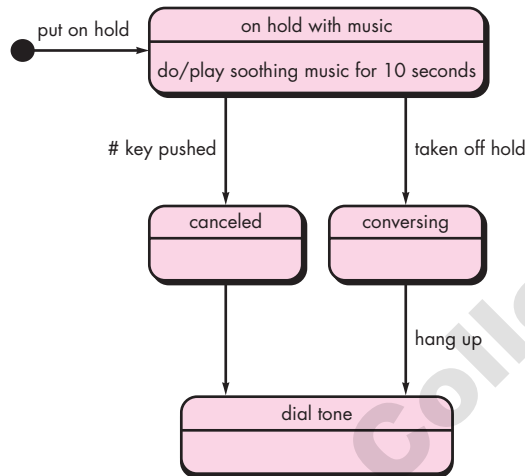 put on hold
on hold with music
do/play soothing music for 10 seconds
# key pushed
taken off hold
canceled
conversing
hang up
dial tone
Colle